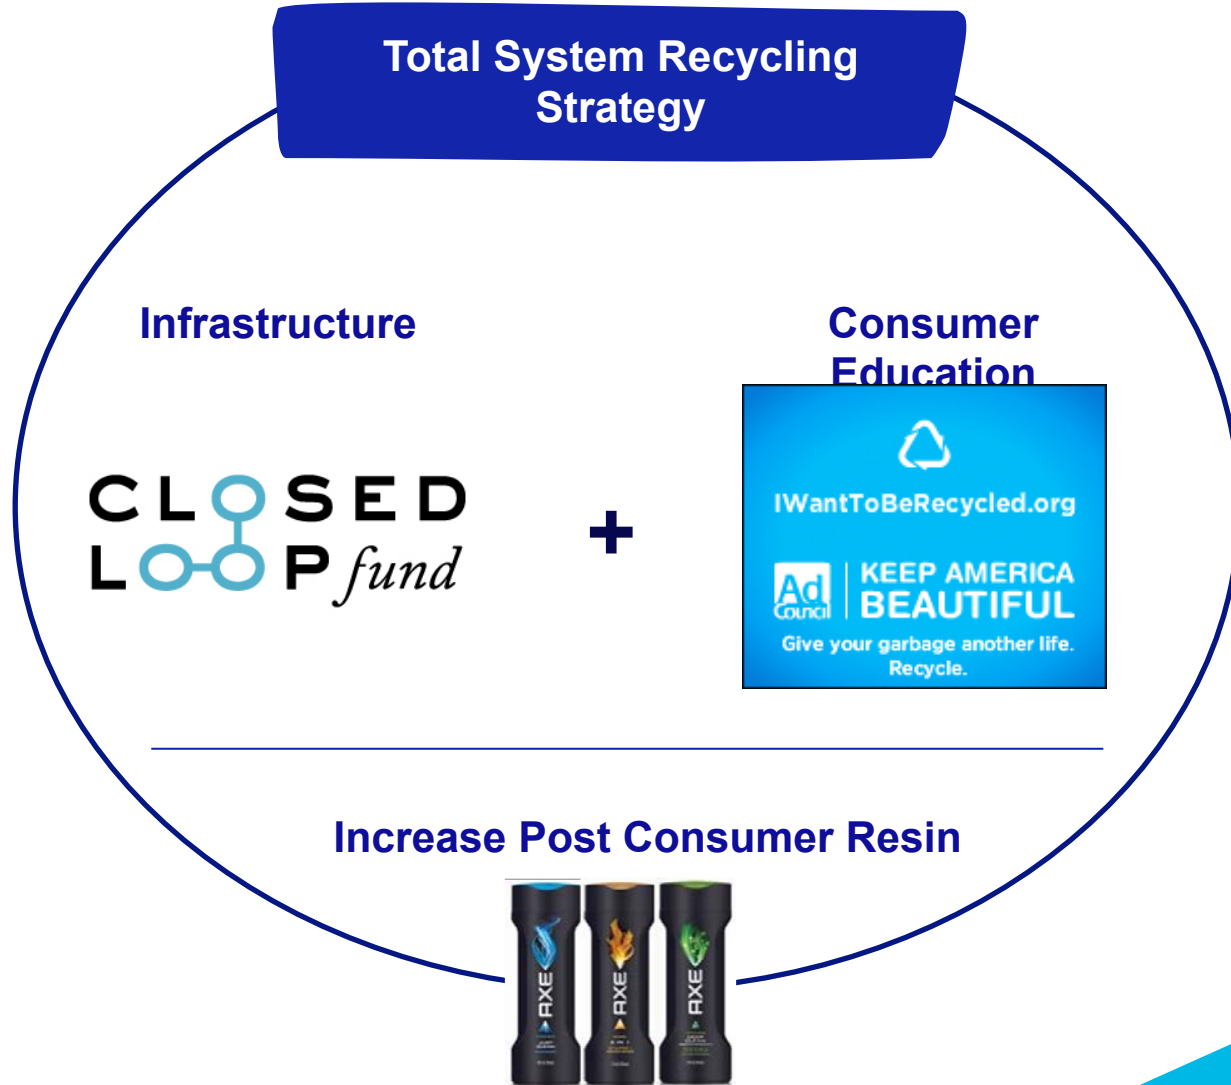 Total System Recycling
Strategy
Infrastructure
Consumer
Education
CLOSED
LOOP fund
+
IWantToBeRecycled.org
Ad
Council
KEEP AMERICA
BEAUTIFUL
Give your garbage another life.
Recycle.
Increase Post Consumer Resin
AXE
AXE
AXE